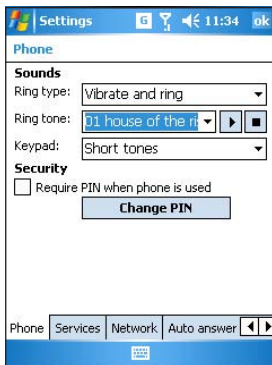 Settings G 11:34 ok
Phone
Sounds
Ring type: Vibrate and ring
Ring tone: 01 house of the ri
Keypad: Short tones
Security
Require PIN when phone is used
Change PIN
Phone Services Network Auto answer